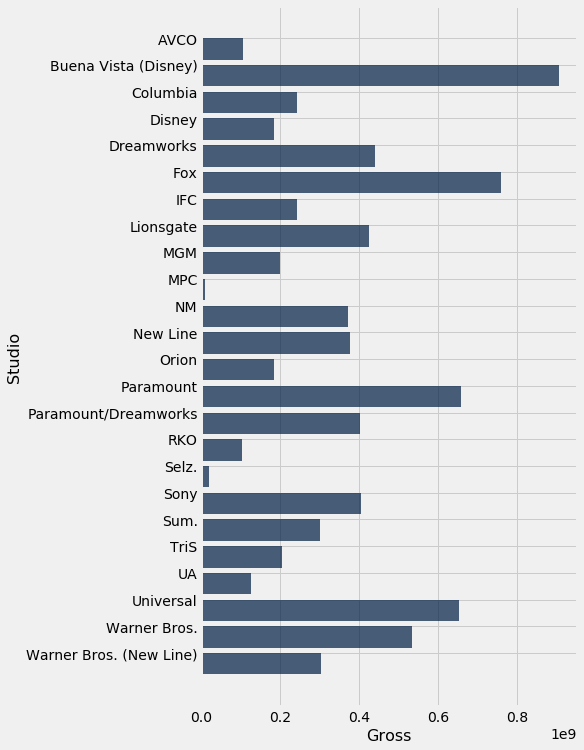 AVCO
Buena Vista (Disney)
Columbia
Disney
Dreamworks
Fox
IFC
Lionsgate
MGM
MPC
NM
New Line
Orion
Paramount
Paramount/Dreamworks
RKO
Selz.
Sony
Sum.
TriS
UA
Universal
Warner Bros.
Warner Bros. (New Line)
Studio
0.0 0.2 0.4 0.6 0.8
Gross
1e9